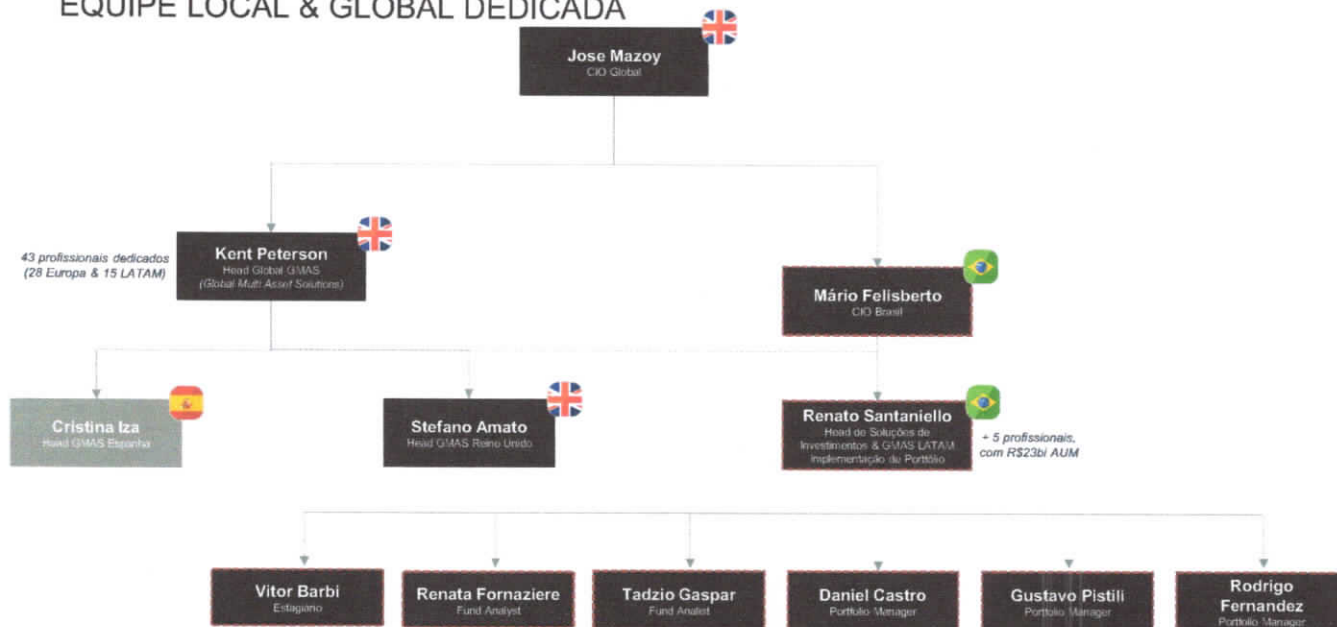 EQUIPE LOCAL & GLOBAL DEDICADA
Jose Mazoy
CIO Global
43 profissionais dedicados
(28 Europa & 15 LATAM)
Kent Peterson
Head Global GMAS
(Global Multi Asset Solutions)
Mário Felisberto
CIO Brasil
Cristina Iza
Head GMAS Espanha
Stefano Amato
Head GMAS Reino Unido
Renato Santaniello
Head de Soluções de
Investimentos & GMAS LATAM
Implementação de Portfólio
+ 5 profissionais,
com R$23bi AUM
Vitor Barbi
Estagiário
Renata Fornaziere
Fund Analyst
Tadzio Gaspar
Fund Analist
Daniel Castro
Portfolio Manager
Gustavo Pistili
Portfolio Manager
Rodrigo
Fernandez
Portfolio Manager